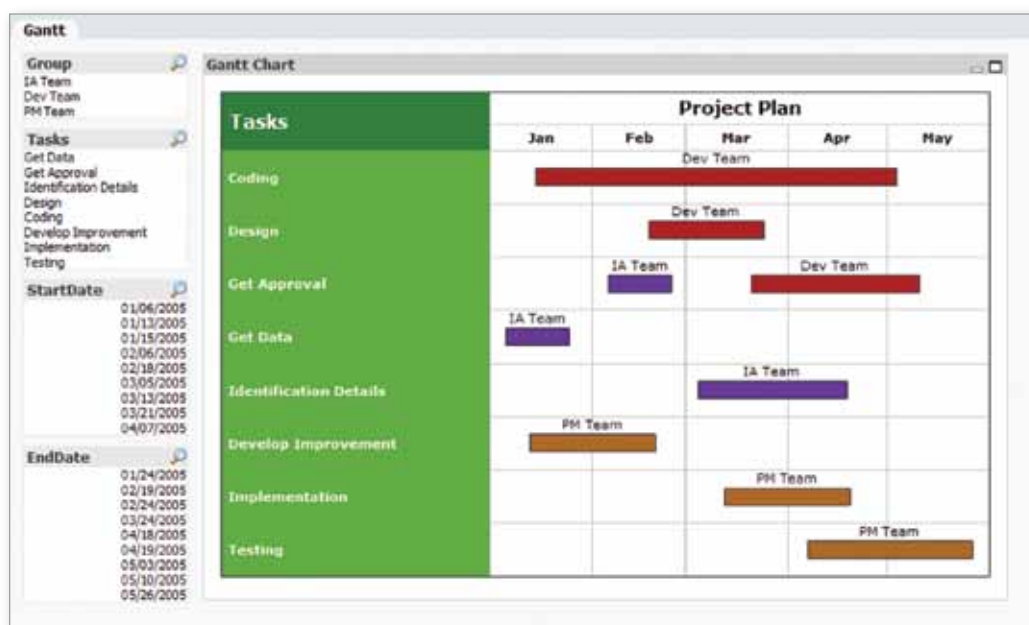 Gantt
Group
IA Team
Dev Team
PM Team
Tasks
Get Data
Get Approval
Identification Details
Design
Coding
Develop Improvement
Implementation
Testing
StartDate
01/06/2005
01/13/2005
01/15/2005
02/06/2005
02/18/2005
03/05/2005
03/13/2005
03/21/2005
04/07/2005
EndDate
01/24/2005
02/19/2005
02/24/2005
03/24/2005
04/18/2005
04/19/2005
05/03/2005
05/10/2005
05/26/2005
Gantt Chart
Tasks
Project Plan
Jan Feb Mar Apr May
Dev Team
Coding
Dev Team
Design
IA Team Dev Team
Get Approval
IA Team
Get Data
IA Team
Identification Details
PM Team
Develop Improvement
PM Team
Implementation
PM Team
Testing